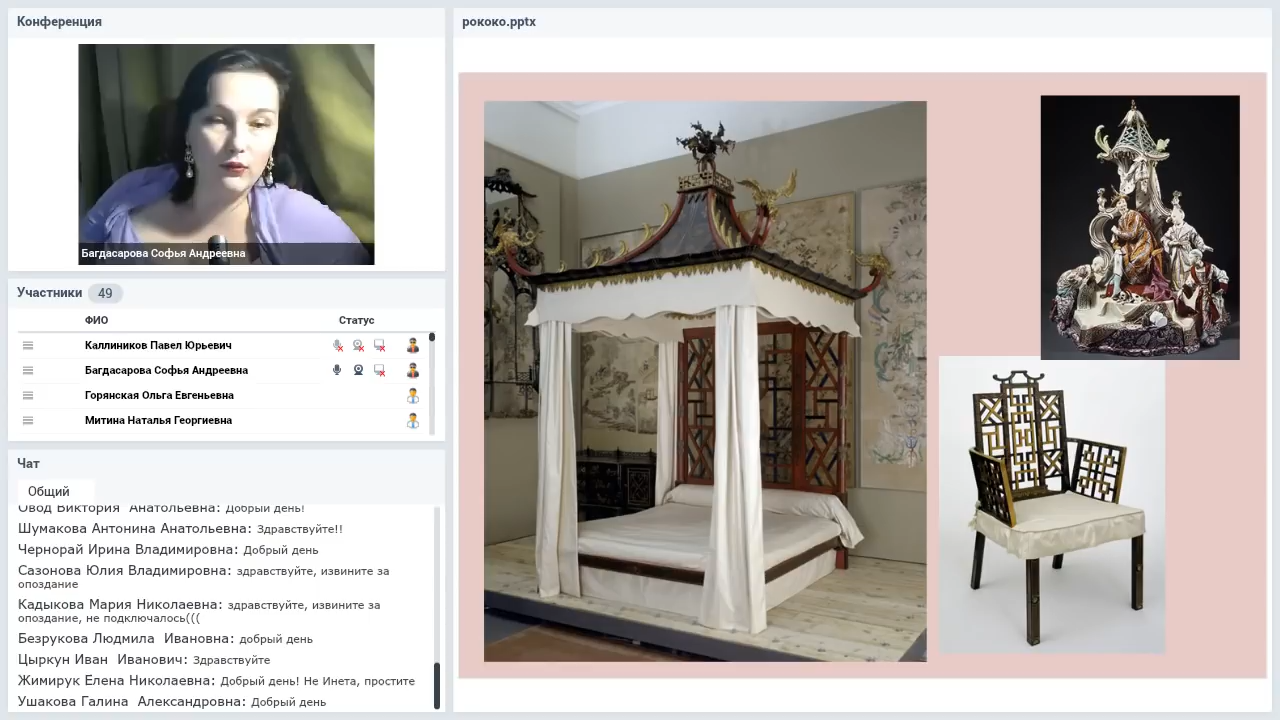 Конференция
Багдасарова Софья Андреевна
Участники 49
ФИО Статус
Каллиников Павел Юрьевич
Багдасарова Софья Андреевна
Горянская Ольга Евгеньевна
Митина Наталья Георгиевна
Чат
Общий
Овод Виктория Анатольевна: Добрый день!
Шумакова Антонина Анатольевна: Здравствуйте!!
Чернорай Ирина Владимировна: Добрый день
Сазонова Юлия Владимировна: здравствуйте, извините за
опоздание
Кадыкова Мария Николаевна: здравствуйте, извините за
опоздание, не подключалось(((
Безрукова Людмила Ивановна: добрый день
Цыркун Иван Иванович: Здравствуйте
Жимирук Елена Николаевна: Добрый день! Не Инета, простите
Ушакова Галина Александровна: Добрый день
рококо.pptx